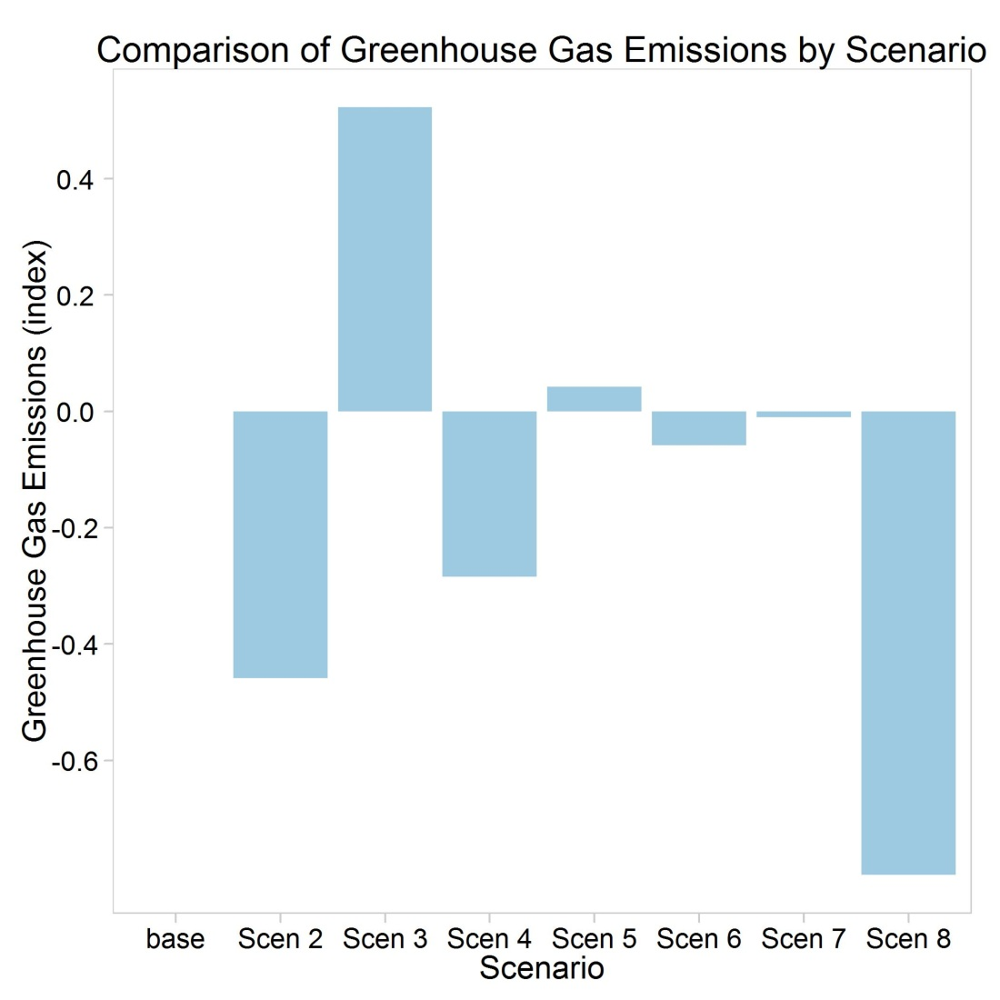 Comparison of Greenhouse Gas Emissions by Scenario
Greenhouse Gas Emissions (index)
0.4
0.2
0.0
-0.2
-0.4
-0.6
base Scen 2 Scen 3 Scen 4 Scen 5 Scen 6 Scen 7 Scen 8
Scenario